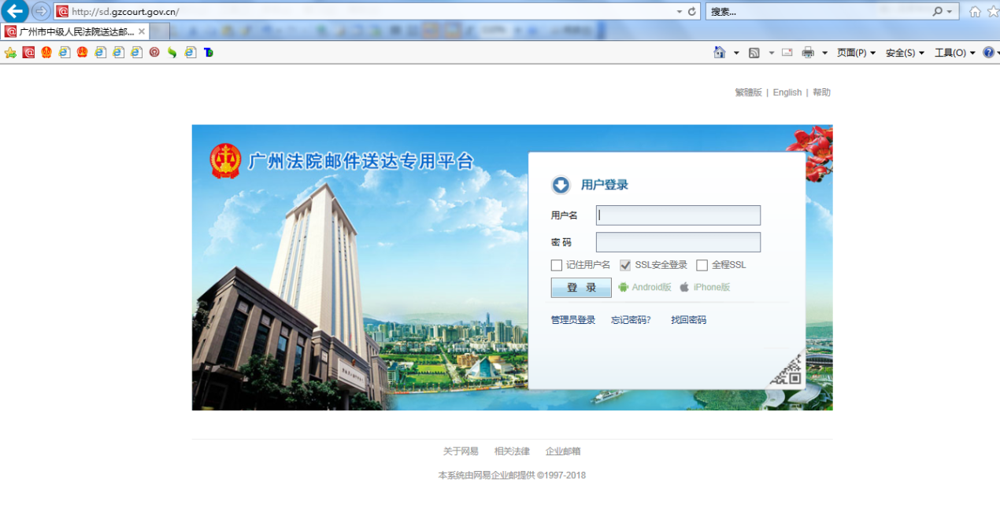 http://sd.gzcourt.gov.cn/
搜索...
广州市中级人民法院送达邮...
页面(P) 安全(S) 工具(O)
繁體版 | English | 帮助
广州法院邮件送达专用平台
用户登录
用户名
密 码
记住用户名 SSL安全登录 全程SSL
登 录 Android版 iPhone版
管理员登录 忘记密码? 找回密码
关于网易 相关法律 企业邮箱
本系统由网易企业邮提供 ©1997-2018